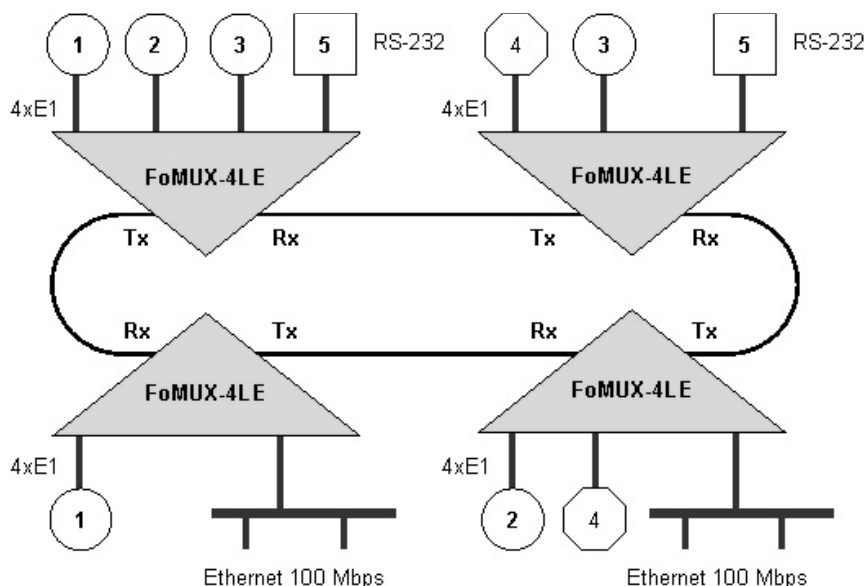 1 2 3 5 RS-232 4 3 5 RS-232
4xE1 4xE1
FoMUX-4LE FoMUX-4LE
Tx Rx Tx Rx
Rx Tx Rx Tx
FoMUX-4LE FoMUX-4LE
4xE1 4xE1
1 2 4
Ethernet 100 Mbps Ethernet 100 Mbps